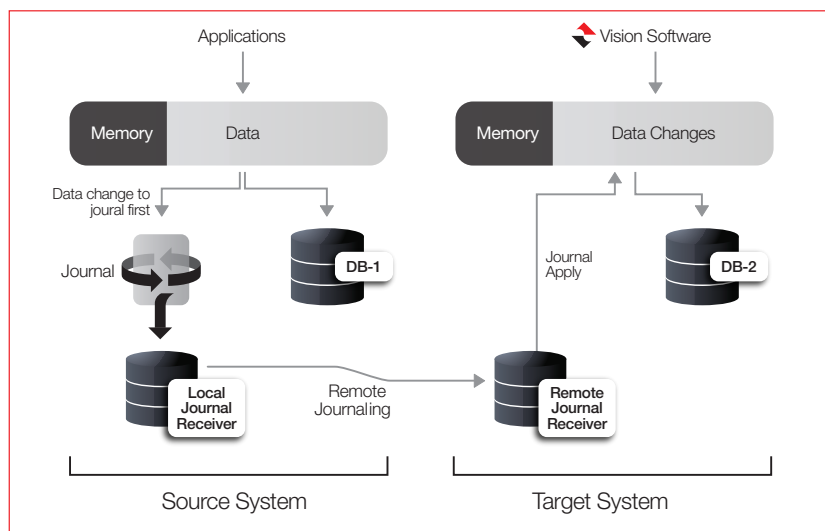 Applications
Vision Software
Memory
Data
Memory
Data Changes
Data change to
joural first
Journal
DB-1
Journal
Apply
DB-2
Local
Journal
Receiver
Remote
Journaling
Remote
Journal
Receiver
Source System
Target System